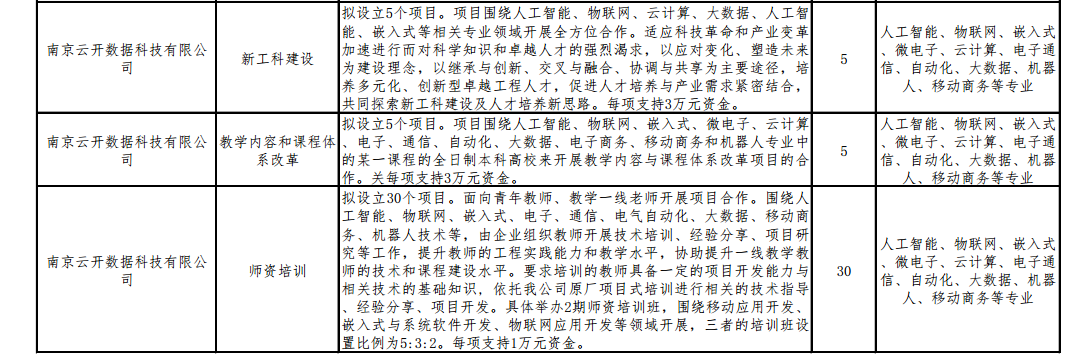 南京云开数据科技有限公
司
新工科建设
拟设立5个项目。项目围绕人工智能、物联网、云计算、大数据、人工智
能、嵌入式等相关专业领域开展全方位合作。适应科技革命和产业变革
加速进行而对科学知识和卓越人才的强烈渴求，以应对变化、塑造未来
为建设理念，以继承与创新、交叉与融合、协调与共享为主要途径，培
养多元化、创新型卓越工程人才，促进人才培养与产业需求紧密结合，
共同探索新工科建设及人才培养新思路。每项支持3万元资金。
5
人工智能、物联网、嵌入式
、微电子、云计算、电子通
信、自动化、大数据、机器
人、移动商务等专业
南京云开数据科技有限公
司
教学内容和课程体
系改革
拟设立5个项目。项目围绕人工智能、物联网、嵌入式、微电子、云计算
、电子、通信、自动化、大数据、电子商务、移动商务和机器人专业中
的某一课程的全日制本科高校来开展教学内容与课程体系改革项目的合
作。关每项支持3万元资金。
5
人工智能、物联网、嵌入式
、微电子、云计算、电子通
信、自动化、大数据、机器
人、移动商务等专业
南京云开数据科技有限公
司
师资培训
拟设立30个项目。面向青年教师、教学一线老师开展项目合作。围绕人
工智能、物联网、嵌入式、电子、通信、电气自动化、大数据、移动商
务、机器人技术等，由企业组织教师开展技术培训、经验分享、项目研
究等工作，提升教师的工程实践能力和教学水平，协助提升一线教学教
师的技术和课程建设水平。要求培训的教师具备一定的项目开发能力与
相关技术的基础知识，依托我公司原厂项目式培训进行相关的技术指导
、经验分享、项目开发。具体举办2期师资培训班，围绕移动应用开发、
嵌入式与系统软件开发、物联网应用开发等领域开展，三者的培训班设
置比例为5:3:2。每项支持1万元资金。
30
人工智能、物联网、嵌入式
、微电子、云计算、电子通
信、自动化、大数据、机器
人、移动商务等专业